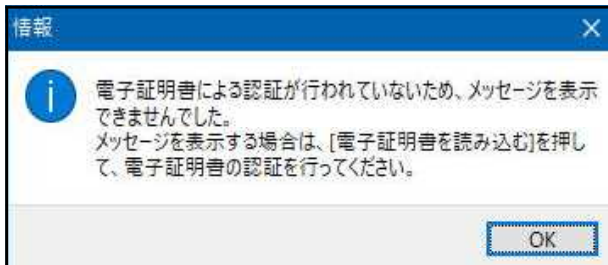 情報
電子証明書による認証が行われていないため、メッセージを表示
できませんでした。
メッセージを表示する場合は、[電子証明書を読み込む]を押し
て、電子証明書の認証を行ってください。
OK